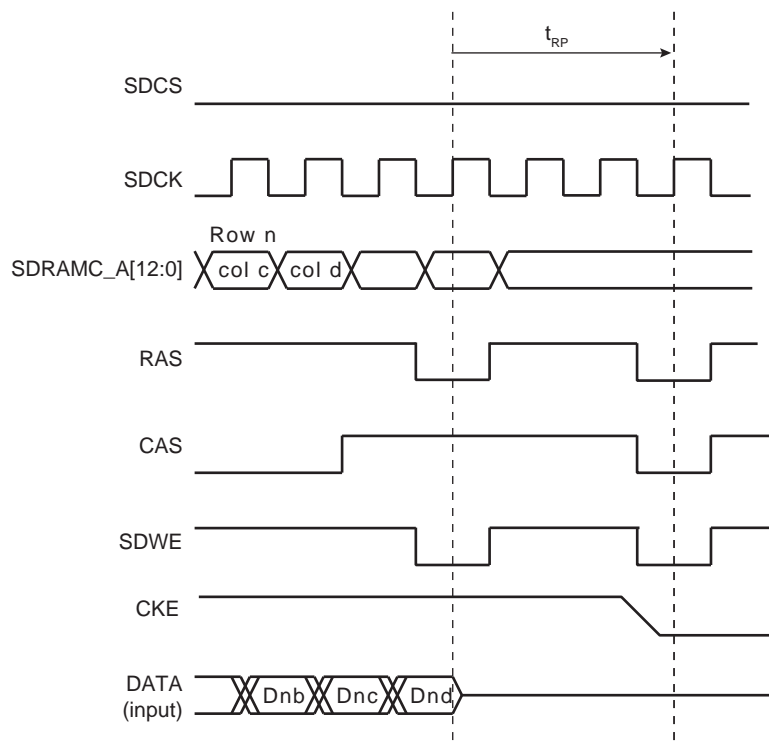 t_RP
SDCS
SDCK
Row n
SDRAMC_A[12:0] col c col d
RAS
CAS
SDWE
CKE
DATA
(input) Dnb Dnc Dnd